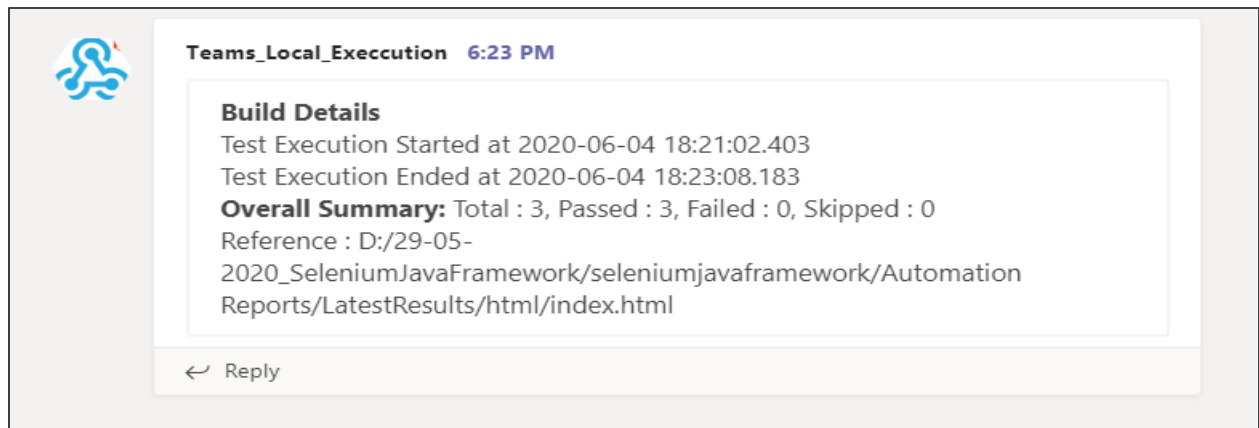 Teams_Local_Execcution 6:23 PM
Build Details
Test Execution Started at 2020-06-04 18:21:02.403
Test Execution Ended at 2020-06-04 18:23:08.183
Overall Summary: Total : 3, Passed : 3, Failed : 0, Skipped : 0
Reference : D:/29-05-
2020_SeleniumJavaFramework/seleniumjavaframework/Automation
Reports/LatestResults/html/index.html
Reply